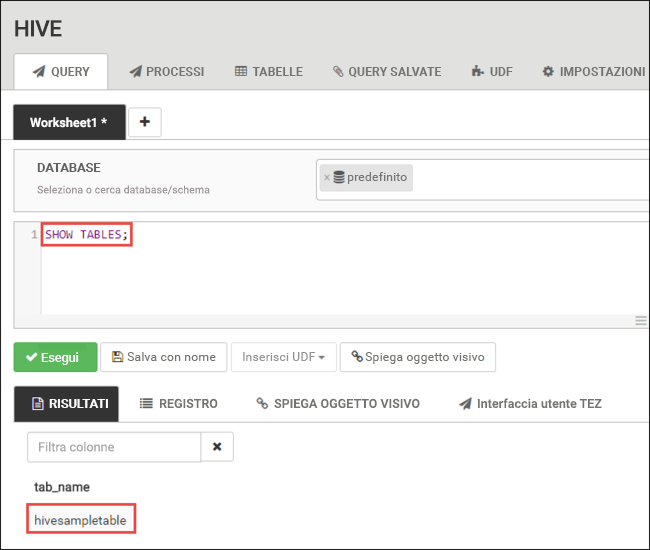 HIVE
QUERY PROCESSI TABELLE QUERY SALVATE UDF IMPOSTAZIONI
Worksheet1 * +
DATABASE
Seleziona o cerca database/schema
× predefinito
1 SHOW TABLES;
Esegui Salva con nome Inserisci UDF Spiega oggetto visivo
RISULTATI REGISTRO SPIEGA OGGETTO VISIVO Interfaccia utente TEZ
Filtra colonne
tab_name
hivesampletable